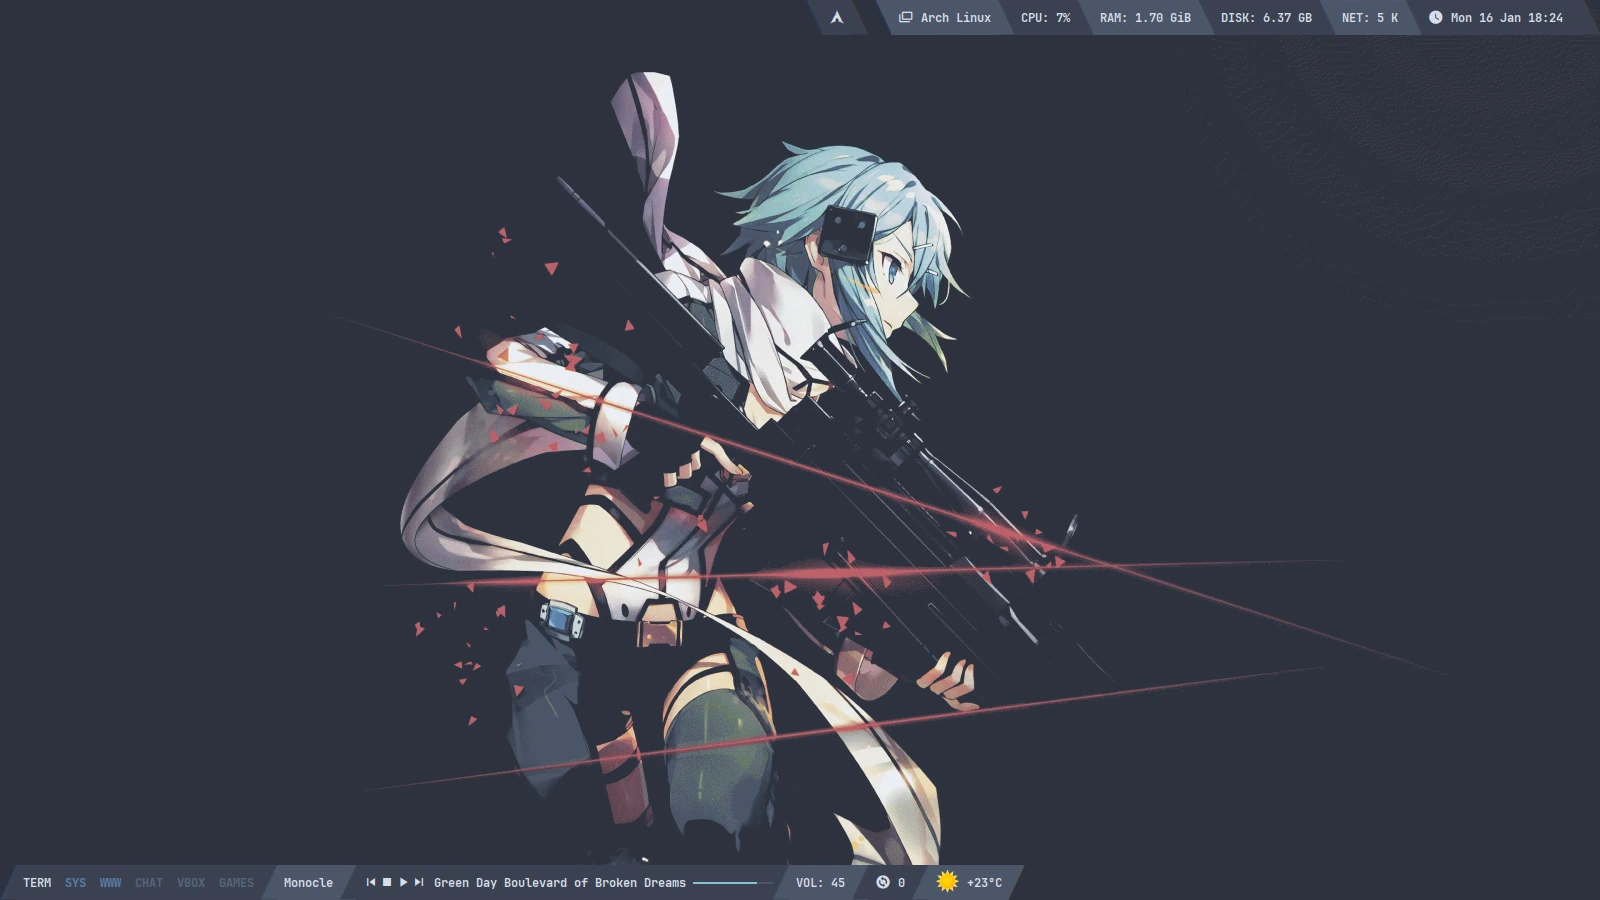 Arch Linux CPU: 7% RAM: 1.70 GiB DISK: 6.37 GB NET: 5 K Mon 16 Jan 18:24
TERM SYS WWW CHAT VBOX GAMES Monocle Green Day Boulevard of Broken Dreams VOL: 45 0 +23°C